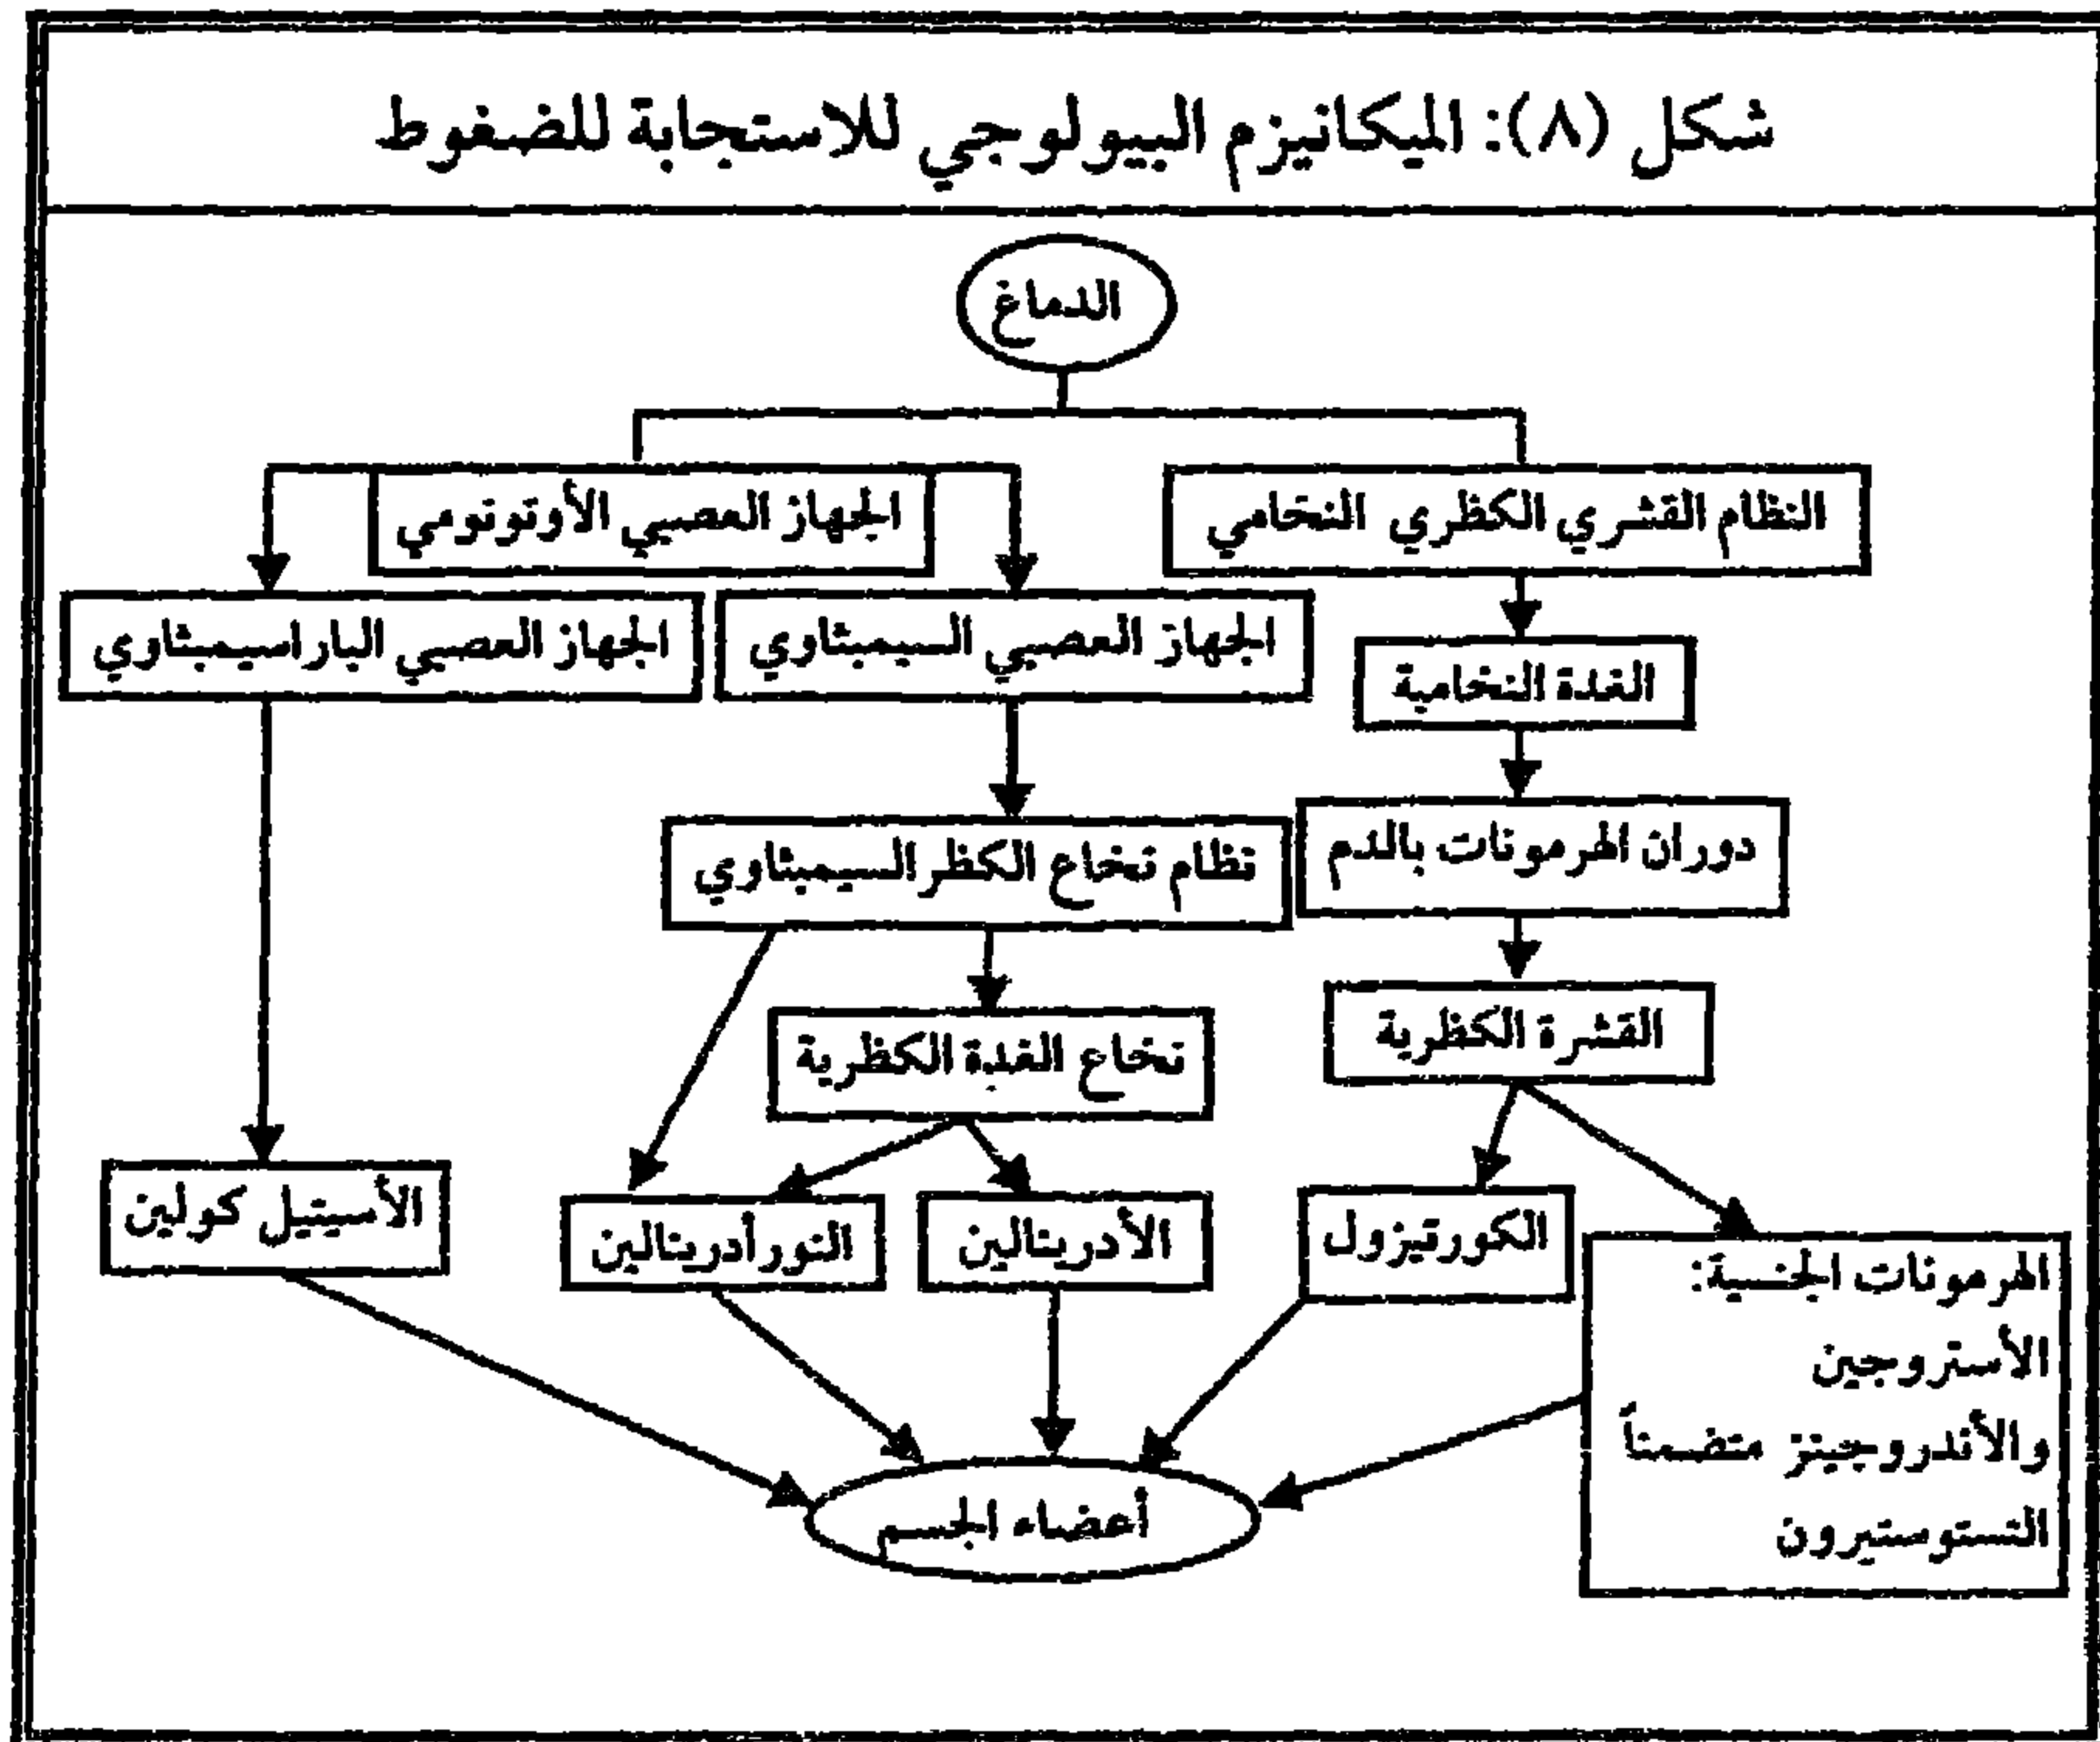 شكل (٨): الميكانيزم البيولوجي للاستجابة للضغوط
الدماغ
النظام القشري الكظري النخامي
الجهاز العصبي الأوتونومي
الغدة النخامية
الجهاز العصبي السيمبثاوي
الجهاز العصبي الباراسيمبثاوي
دوران الهرمونات بالدم
نظام نخاع الكظر السيمبثاوي
القشرة الكظرية
نخاع الغدة الكظرية
الكورتيزول
الأدرينالين
النورأدرينالين
الأسيتيل كولين
الهرمونات الجنسية:
الأستروجين
والأندروجينز متضمناً
التستوستيرون
أعضاء الجسم